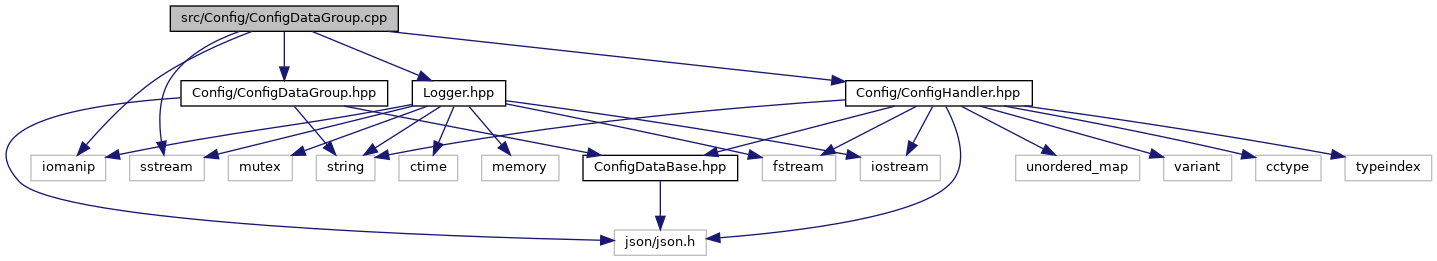 src/Config/ConfigDataGroup.cpp
Config/ConfigDataGroup.hpp
Logger.hpp
Config/ConfigHandler.hpp
iomanip
sstream
mutex
string
ctime
memory
ConfigDataBase.hpp
fstream
iostream
unordered_map
variant
cctype
typeindex
json/json.h